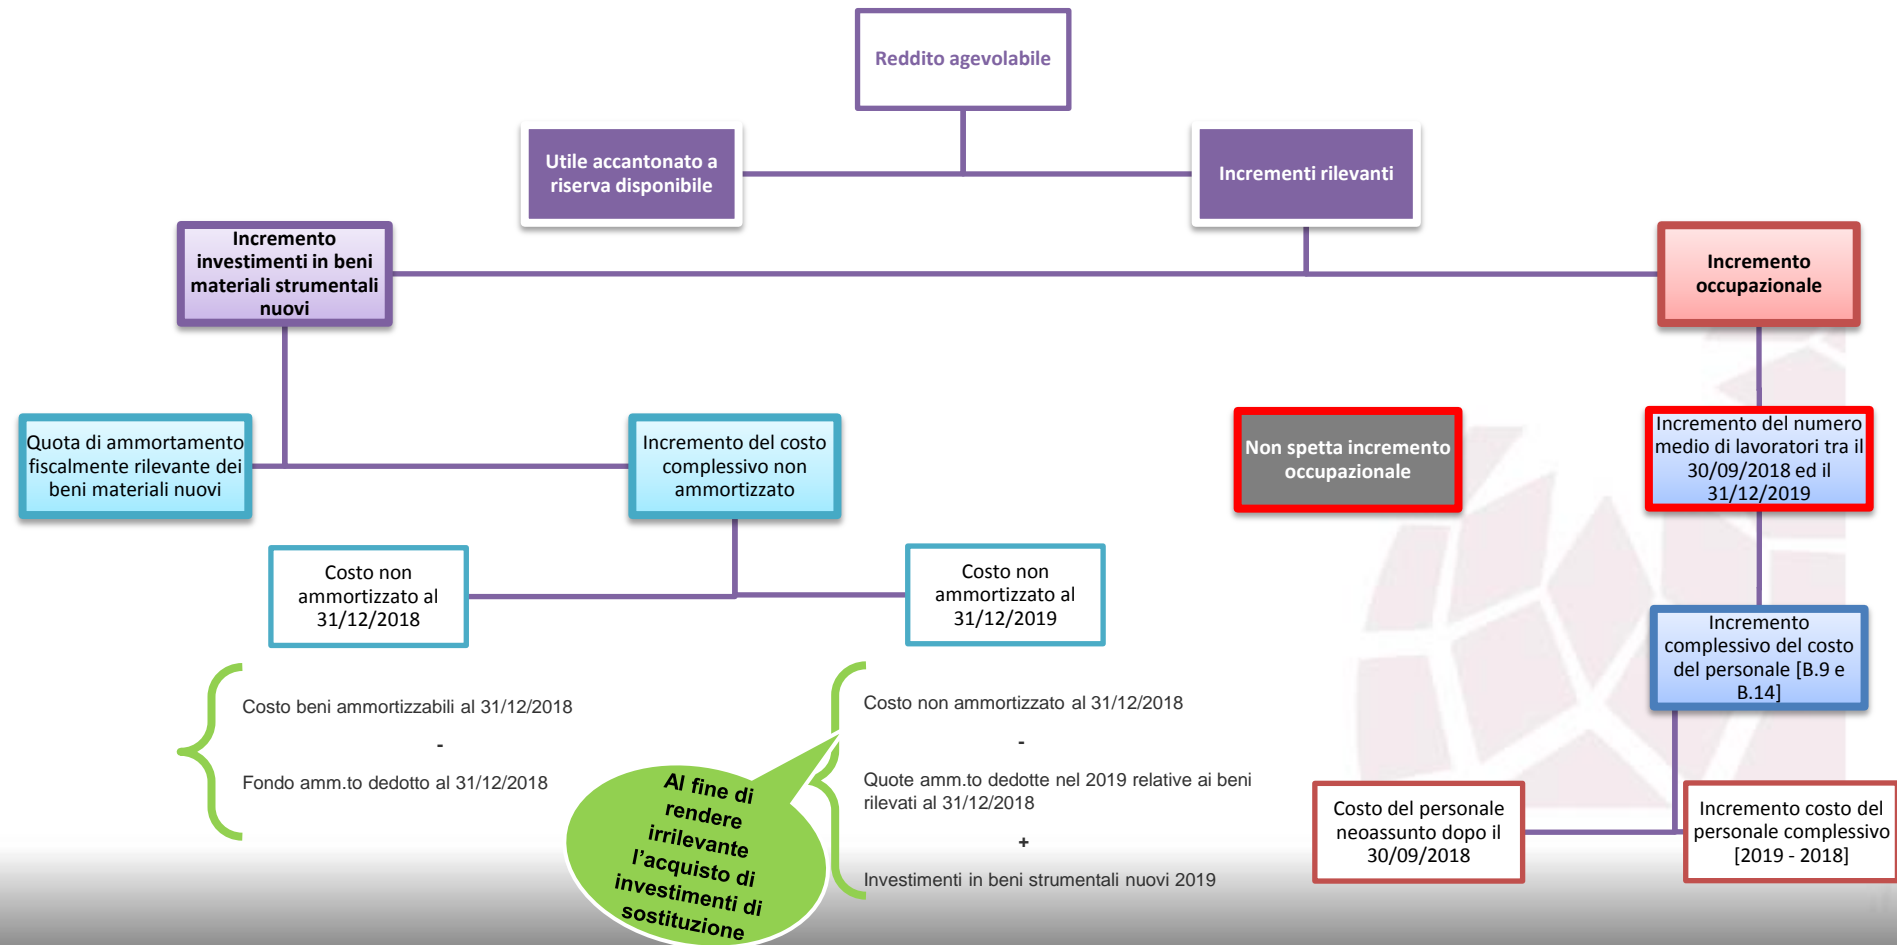 Reddito agevolabile
Utile accantonato a
riserva disponibile
Incrementi rilevanti
Incremento
investimenti in beni
materiali strumentali
nuovi
Incremento
occupazionale
Quota di ammortamento
fiscalmente rilevante dei
beni materiali nuovi
Incremento del costo
complessivo non
ammortizzato
Non spetta incremento
occupazionale
Incremento del numero
medio di lavoratori tra il
30/09/2018 ed il
31/12/2019
Costo non
ammortizzato al
31/12/2018
Costo non
ammortizzato al
31/12/2019
Incremento
complessivo del costo
del personale [B.9 e
B.14]
Costo beni ammortizzabili al 31/12/2018
-
Fondo amm.to dedotto al 31/12/2018
Al fine di
rendere
irrilevante
l'acquisto di
investimenti di
sostituzione
Costo non ammortizzato al 31/12/2018
-
Quote amm.to dedotte nel 2019 relative ai beni
rilevati al 31/12/2018
+
Investimenti in beni strumentali nuovi 2019
Costo del personale
neoassunto dopo il
30/09/2018
Incremento costo del
personale complessivo
[2019 - 2018]